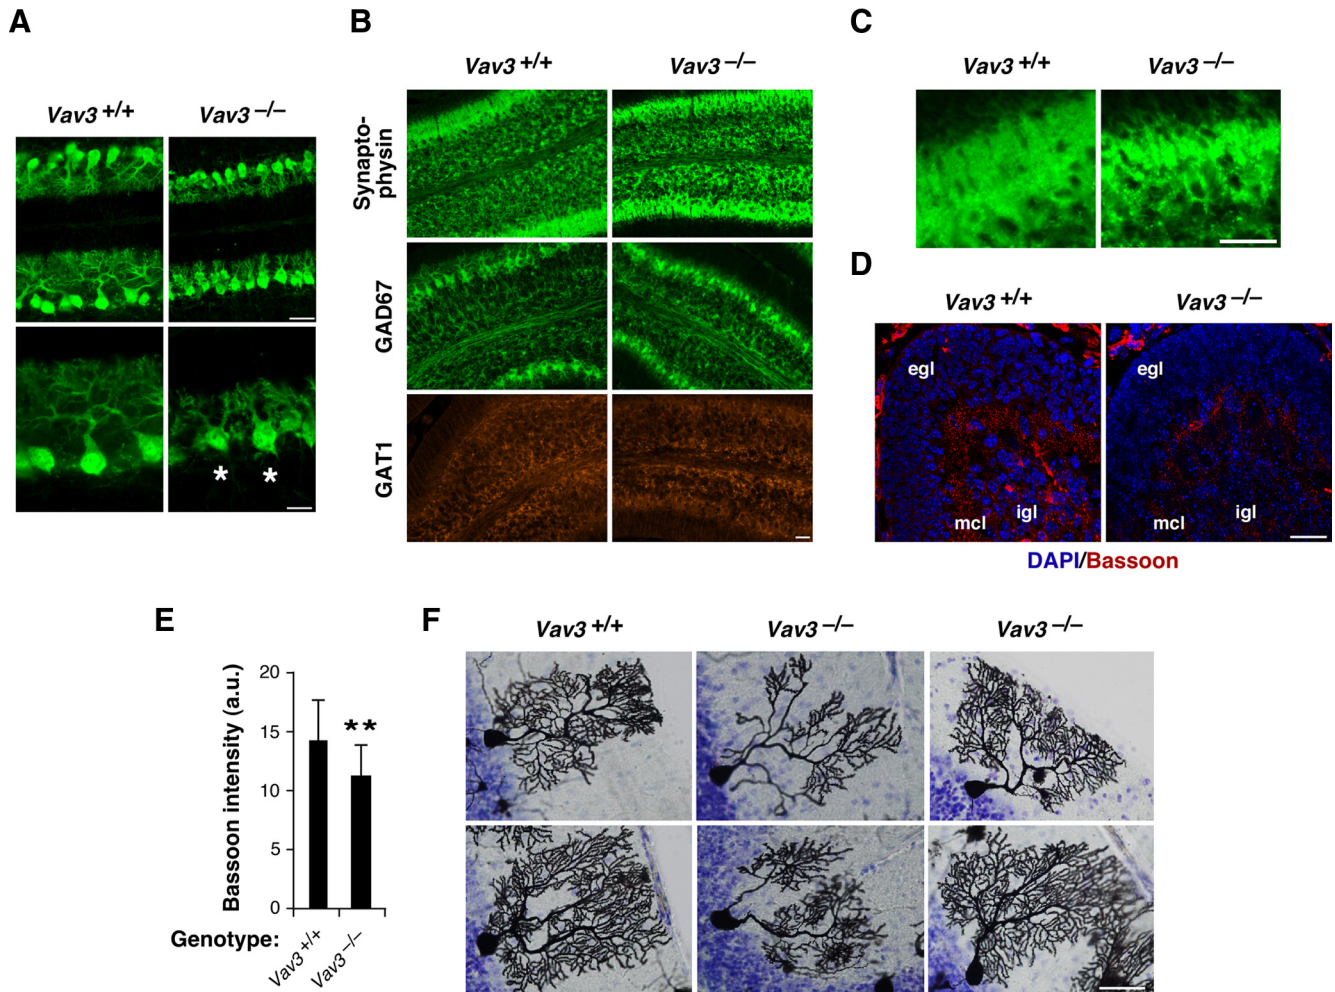 A
Vav3 +/+
Vav3 –/–
*
*
B
Vav3 +/+
Vav3 –/–
Synapto-
physin
GAD67
GAT1
C
Vav3 +/+
Vav3 –/–
D
Vav3 +/+
Vav3 –/–
egl
mcl
igl
egl
mcl
igl
DAPI/Bassoon
E
Bassoon intensity (a.u.)
20
15
10
5
0
**
Genotype:
Vav3 +/+
Vav3 –/–
F
Vav3 +/+
Vav3 –/–
Vav3 –/–